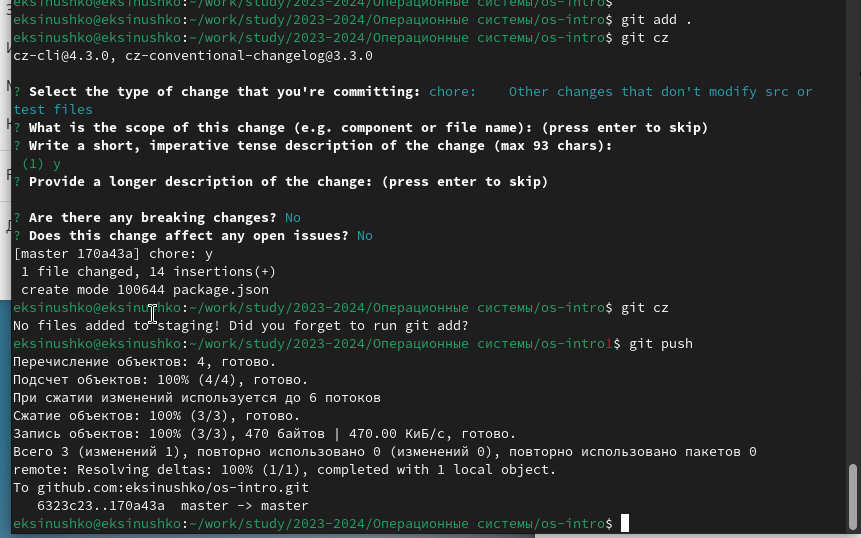 eksinushko@eksinushko:~/work/study/2023-2024/Операционные системы/os-intro$
eksinushko@eksinushko:~/work/study/2023-2024/Операционные системы/os-intro$ git add .
eksinushko@eksinushko:~/work/study/2023-2024/Операционные системы/os-intro$ git cz
cz-cli@4.3.0, cz-conventional-changelog@3.3.0
? Select the type of change that you're committing: chore:    Other changes that don't modify src or
test files
? What is the scope of this change (e.g. component or file name): (press enter to skip)
? Write a short, imperative tense description of the change (max 93 chars):
(1) y
? Provide a longer description of the change: (press enter to skip)
? Are there any breaking changes? No
? Does this change affect any open issues? No
[master 170a43a] chore: y
1 file changed, 14 insertions(+)
create mode 100644 package.json
eksinushko@eksinushko:~/work/study/2023-2024/Операционные системы/os-intro$ git cz
No files added to staging! Did you forget to run git add?
eksinushko@eksinushko:~/work/study/2023-2024/Операционные системы/os-intro1$ git push
Перечисление объектов: 4, готово.
Подсчет объектов: 100% (4/4), готово.
При сжатии изменений используется до 6 потоков
Сжатие объектов: 100% (3/3), готово.
Запись объектов: 100% (3/3), 470 байтов | 470.00 КиБ/с, готово.
Всего 3 (изменений 1), повторно использовано 0 (изменений 0), повторно использовано пакетов 0
remote: Resolving deltas: 100% (1/1), completed with 1 local object.
To github.com:eksinushko/os-intro.git
6323c23..170a43a  master -> master
eksinushko@eksinushko:~/work/study/2023-2024/Операционные системы/os-intro$